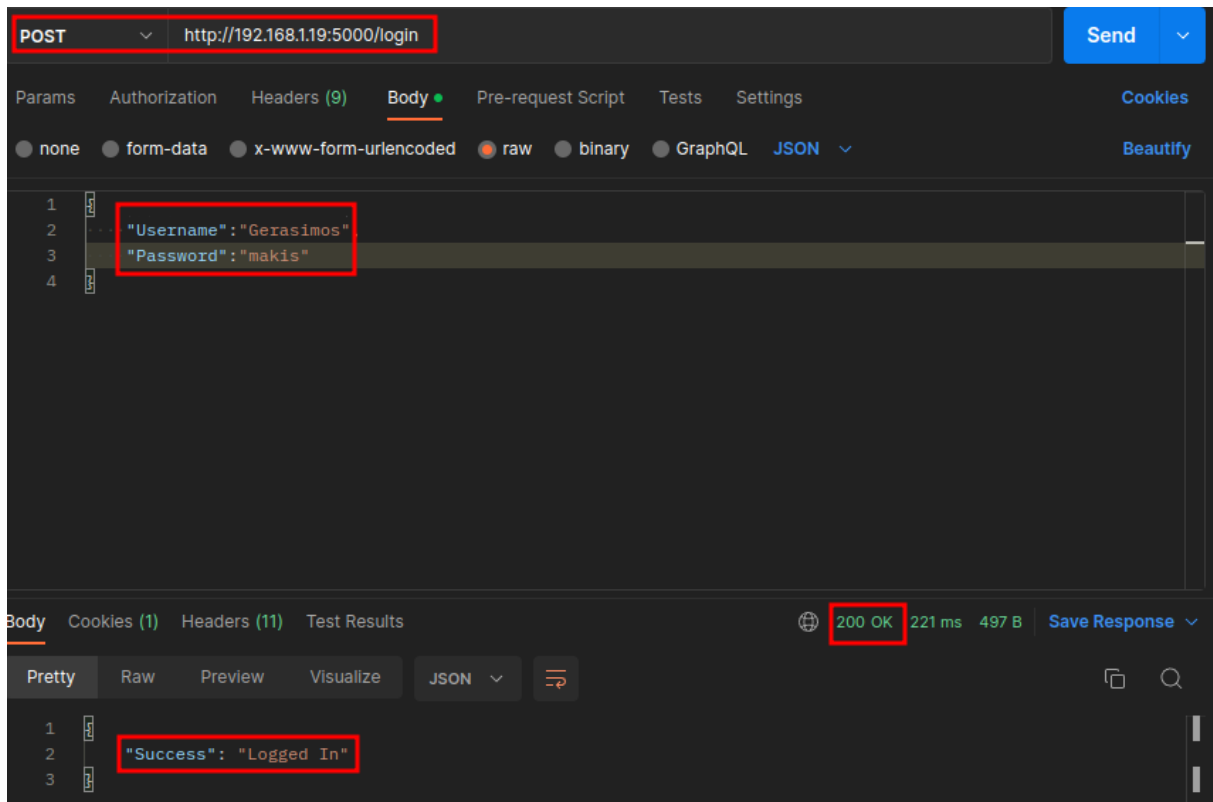 POST http://192.168.1.19:5000/login Send
Params Authorization Headers (9) Body Pre-request Script Tests Settings Cookies
none form-data x-www-form-urlencoded raw binary GraphQL JSON Beautify
1 {
2 "Username":"Gerasimos",
3 "Password":"makis"
4 }
Body Cookies (1) Headers (11) Test Results 200 OK 221 ms 497 B Save Response
Pretty Raw Preview Visualize JSON
1 {
2 "Success": "Logged In"
3 }